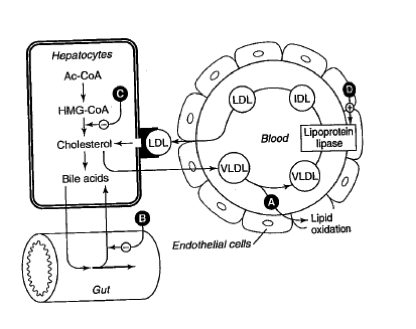 Hepatocytes
Ac-CoA
C
HMG-CoA
Cholesterol
Bile acids
LDL
B
Gut
LDL
IDL
D
Blood
Lipoprotein
lipase
VLDL
VLDL
A
Lipid
oxidation
Endothelial cells